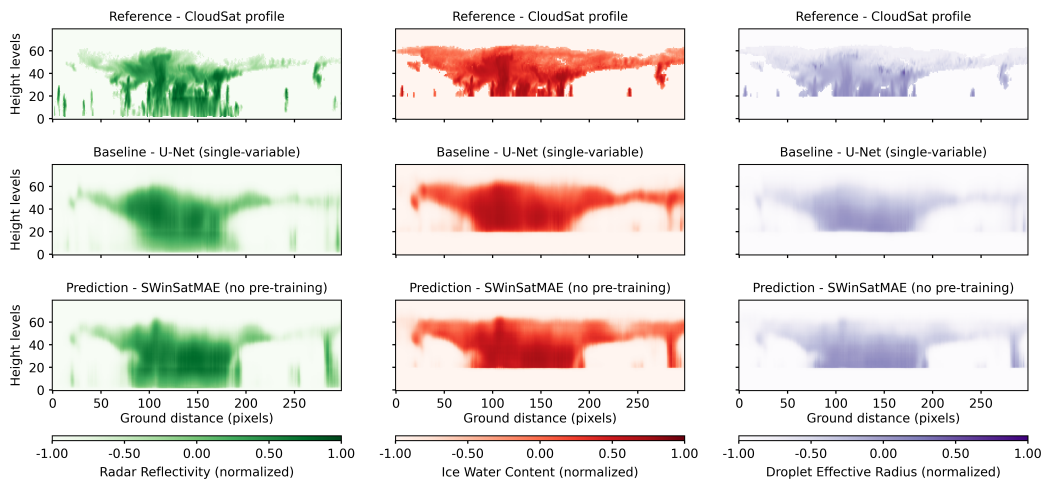 Reference - CloudSat profile
Reference - CloudSat profile
Reference - CloudSat profile
Height levels
60
40
20
0
Baseline - U-Net (single-variable)
Baseline - U-Net (single-variable)
Baseline - U-Net (single-variable)
Height levels
60
40
20
0
Prediction - SWinSatMAE (no pre-training)
Prediction - SWinSatMAE (no pre-training)
Prediction - SWinSatMAE (no pre-training)
Height levels
60
40
20
0
0 50 100 150 200 250
0 50 100 150 200 250
0 50 100 150 200 250
Ground distance (pixels)
Ground distance (pixels)
Ground distance (pixels)
-1.00 -0.50 0.00 0.50 1.00
-1.00 -0.50 0.00 0.50 1.00
-1.00 -0.50 0.00 0.50 1.00
Radar Reflectivity (normalized)
Ice Water Content (normalized)
Droplet Effective Radius (normalized)